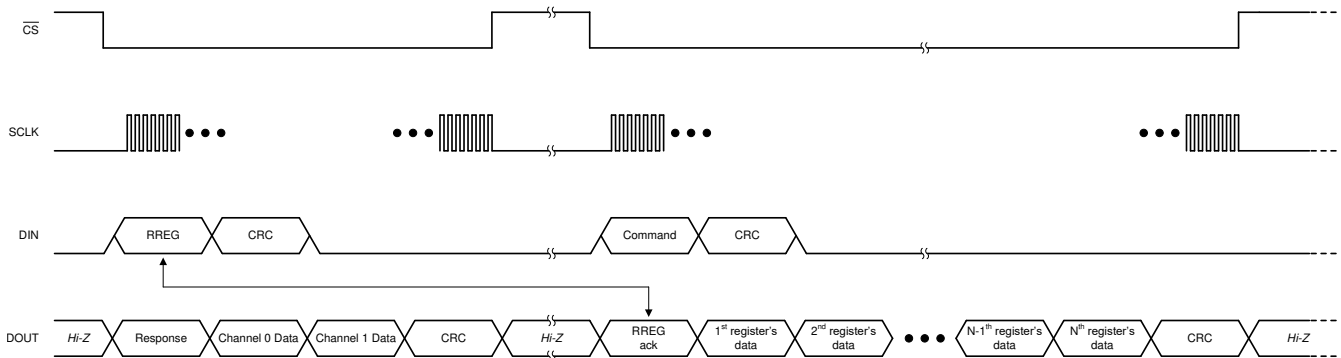 CS
SCLK
DIN
RREG
CRC
Command
CRC
DOUT
Hi-Z
Response
Channel 0 Data
Channel 1 Data
CRC
Hi-Z
RREG
ack
1st register's
data
2nd register's
data
N-1th register's
data
Nth register's
data
CRC
Hi-Z